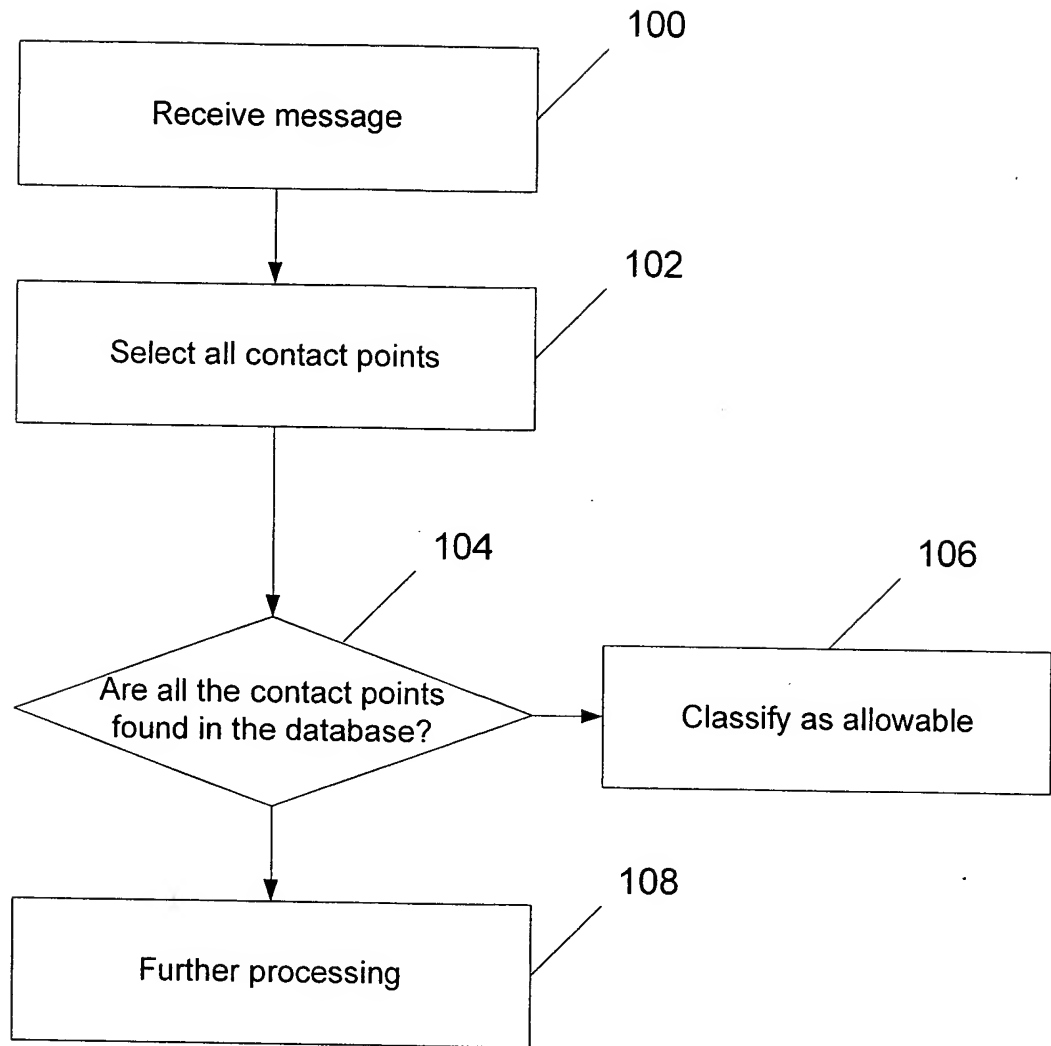 100
Receive message
102
Select all contact points
104
106
Are all the contact points
found in the database?
Classify as allowable
108
Further processing